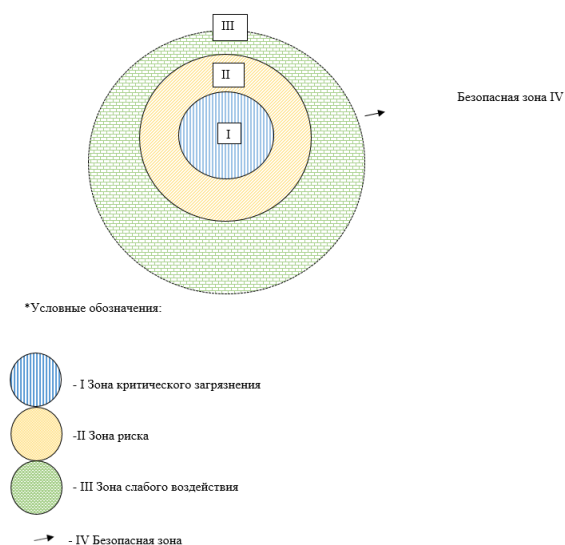 III
II
I
Безопасная зона IV
*Условные обозначения:
- I Зона критического загрязнения
-II Зона риска
- III Зона слабого воздействия
- IV Безопасная зона